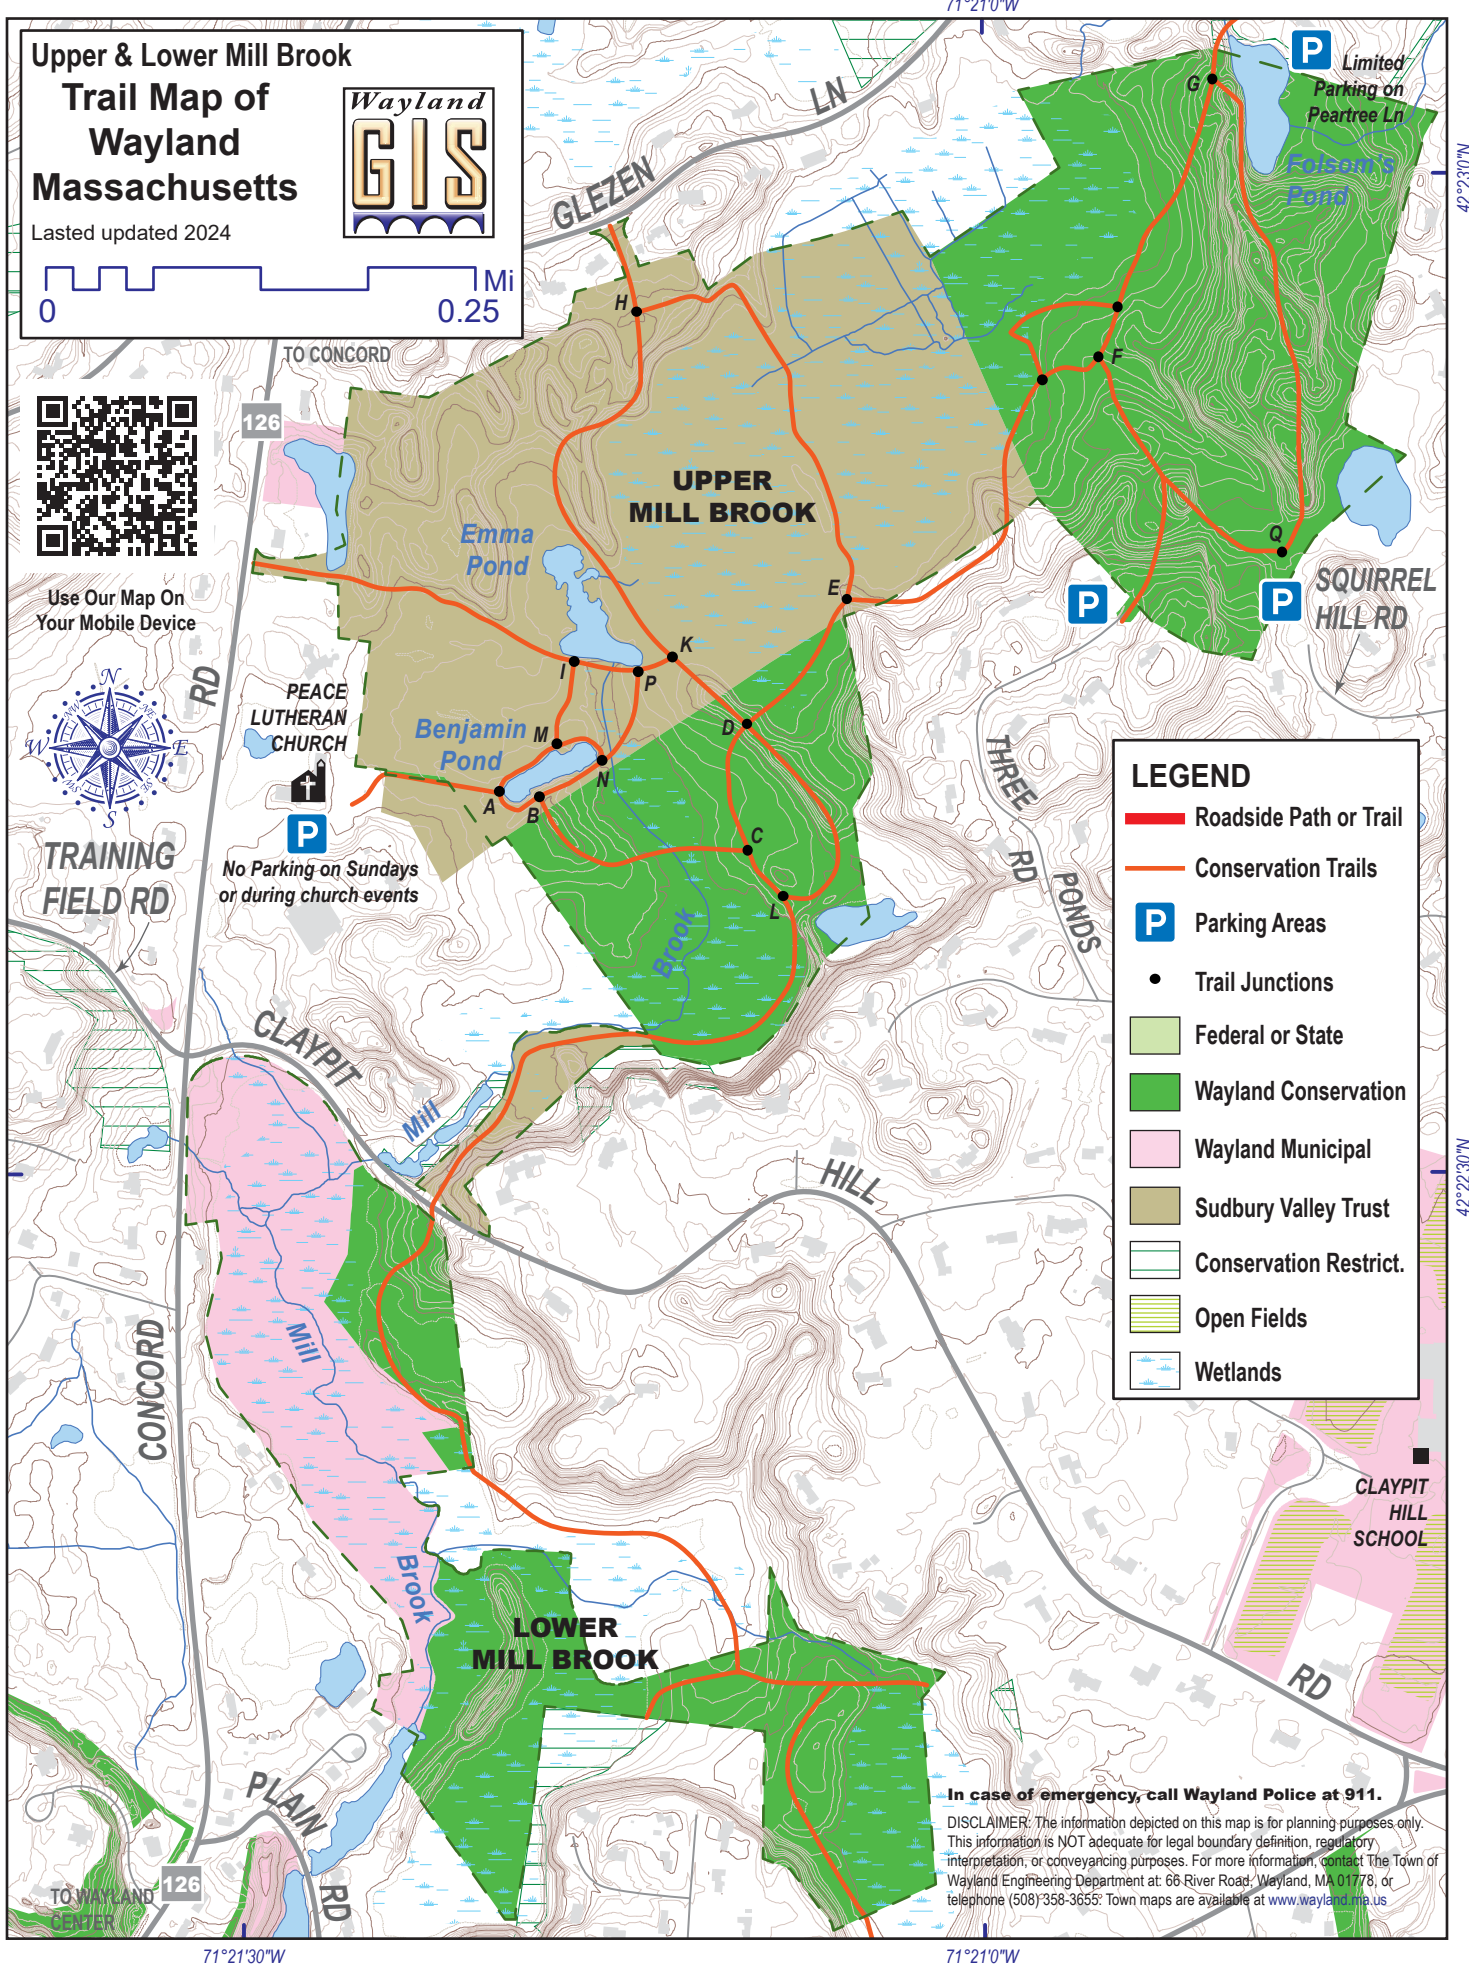 71°21'0"W
Upper & Lower Mill Brook
Trail Map of
Wayland
Massachusetts
Lasted updated 2024
Wayland
GIS
0
0.25
Mi
GLEZEN
LN
P
Limited
Parking on
Peartree Ln
G
Folsom's
Pond
42°23'0"N
H
TO CONCORD
126
F
UPPER
MILL BROOK
Emma
Pond
Q
E
P
P
SQUIRREL
HILL RD
Use Our Map On
Your Mobile Device
N
NE
E
SE
S
SW
W
NW
RD
K
I
P
PEACE
LUTHERAN
CHURCH
Benjamin
Pond
M
D
N
A
B
C
L
P
No Parking on Sundays
or during church events
TRAINING
FIELD RD
THREE
PONDS
RD
Brook
LEGEND
Roadside Path or Trail
Conservation Trails
P
Parking Areas
Trail Junctions
Federal or State
Wayland Conservation
Wayland Municipal
Sudbury Valley Trust
Conservation Restrict.
Open Fields
Wetlands
CLAYPIT
Mill
HILL
42°22'30"N
Mill
CONCORD
CLAYPIT
HILL
SCHOOL
Brook
LOWER
MILL BROOK
RD
PLAIN
RD
126
TO WAYLAND
CENTER
In case of emergency, call Wayland Police at 911.
DISCLAIMER: The information depicted on this map is for planning purposes only.
This information is NOT adequate for legal boundary definition, regulatory
interpretation, or conveyancing purposes. For more information, contact The Town of
Wayland Engineering Department at: 66 River Road, Wayland, MA 01778, or
telephone (508) 358-3655. Town maps are available at www.wayland.ma.us
71°21'30"W
71°21'0"W